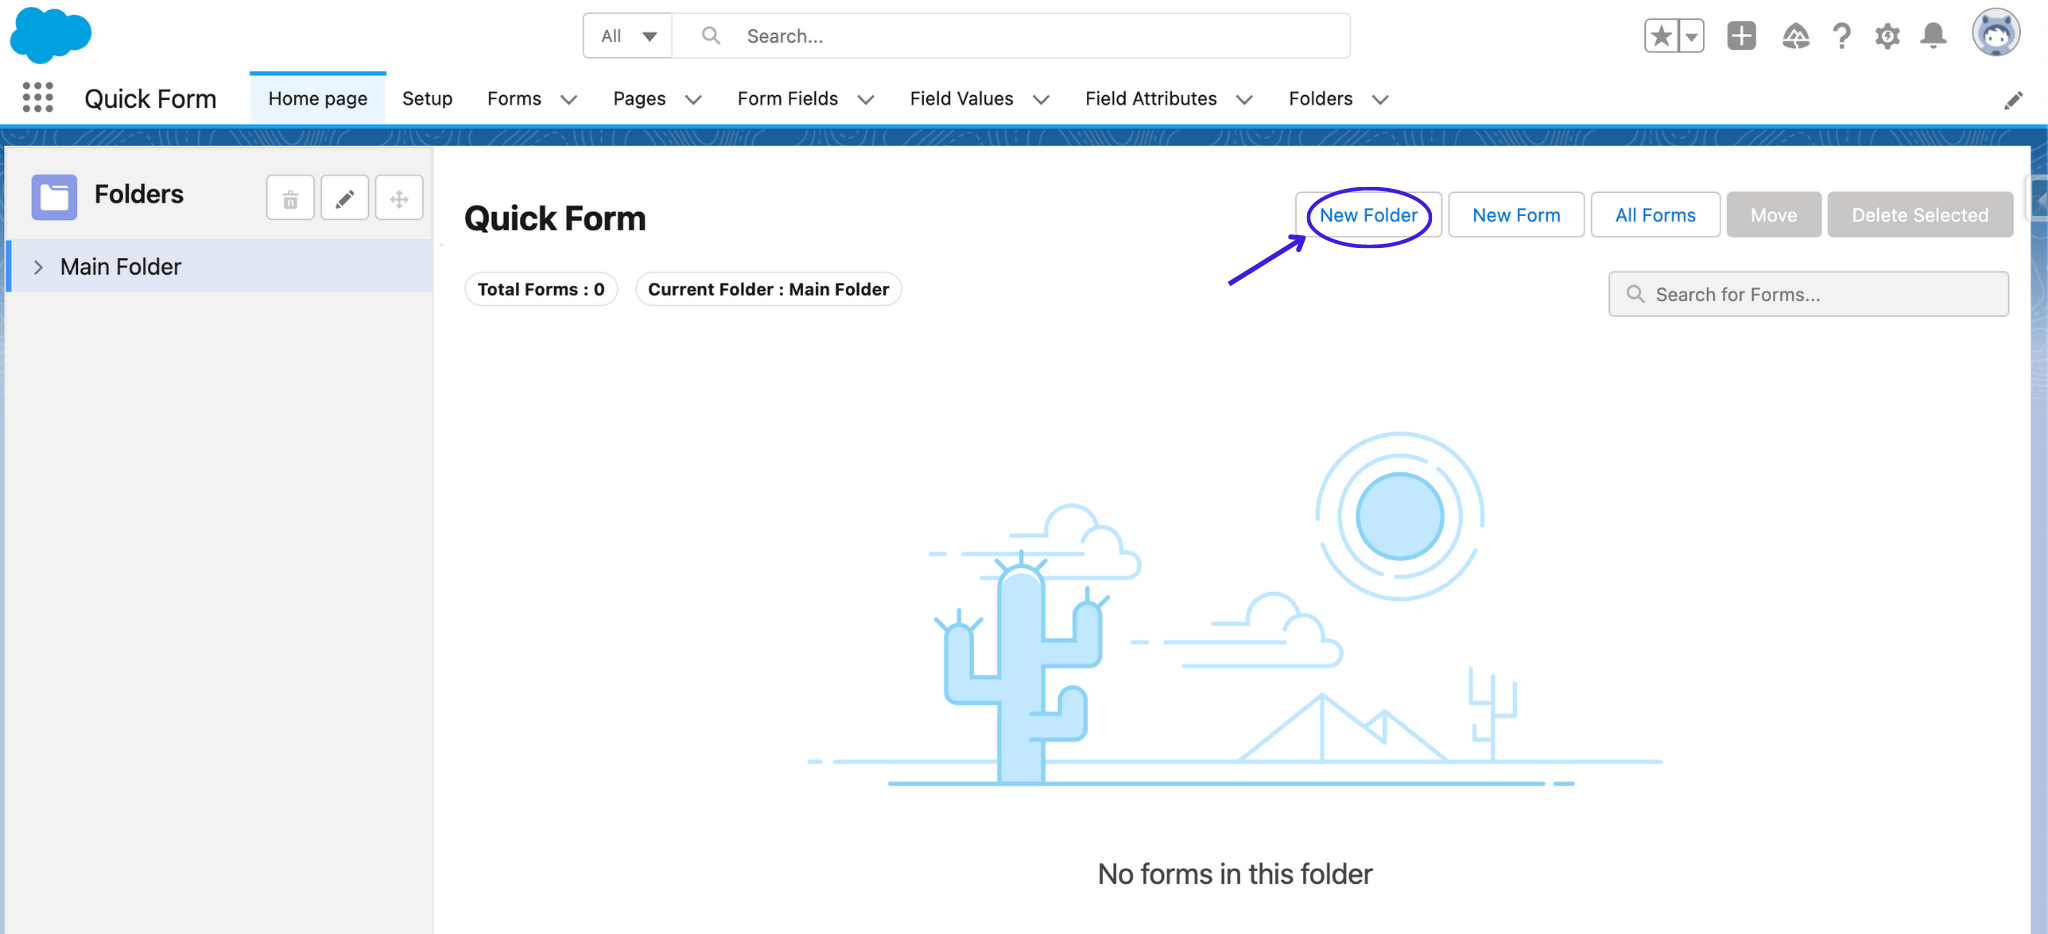 All
Search...
Quick Form
Home page
Setup
Forms
Pages
Form Fields
Field Values
Field Attributes
Folders
Folders
Main Folder
Quick Form
New Folder
New Form
All Forms
Move
Delete Selected
Total Forms : 0
Current Folder : Main Folder
Search for Forms...
No forms in this folder